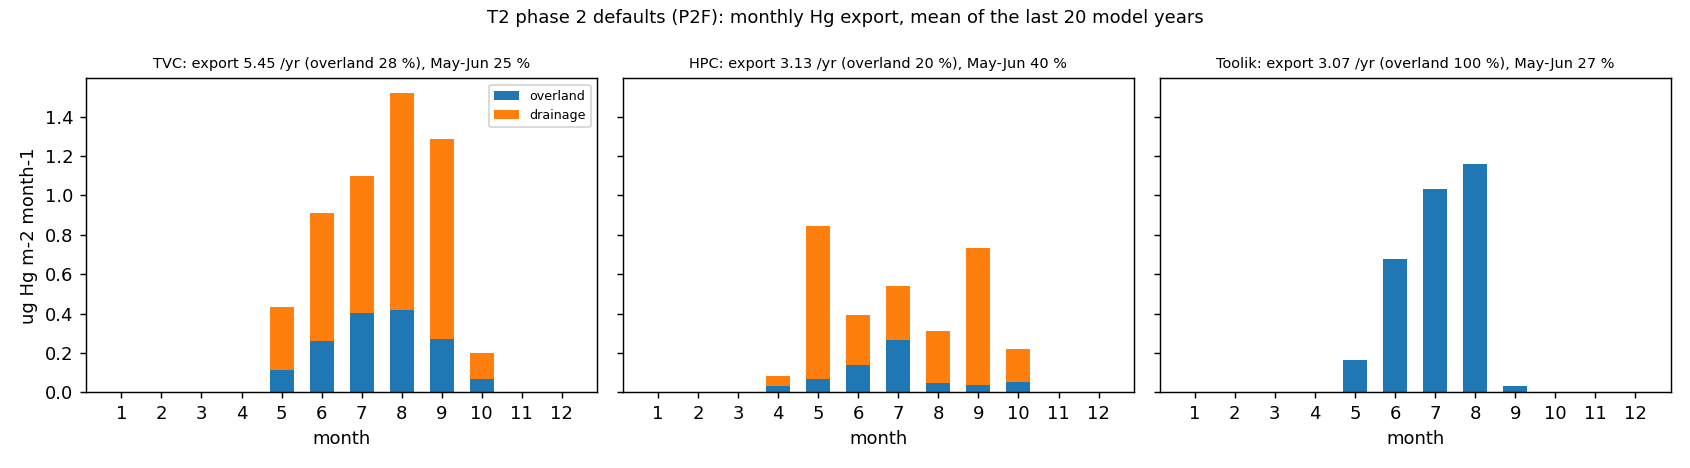 T2 phase 2 defaults (P2F): monthly Hg export, mean of the last 20 model years
TVC: export 5.45 /yr (overland 28 %), May-Jun 25 %
HPC: export 3.13 /yr (overland 20 %), May-Jun 40 %
Toolik: export 3.07 /yr (overland 100 %), May-Jun 27 %
ug Hg m-2 month-1
1.4
1.2
1.0
0.8
0.6
0.4
0.2
0.0
overland
drainage
1 2 3 4 5 6 7 8 9 10 11 12
month
1 2 3 4 5 6 7 8 9 10 11 12
month
1 2 3 4 5 6 7 8 9 10 11 12
month